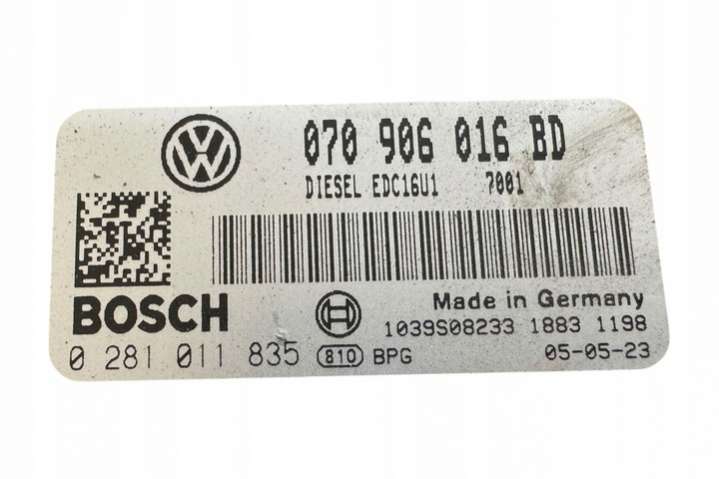 VW
070 906 016 BD
DIESEL EDC16U1 7001
BOSCH
Made in Germany
1039S08233 1883 1198
0 281 011 835 810 BPG 05-05-23